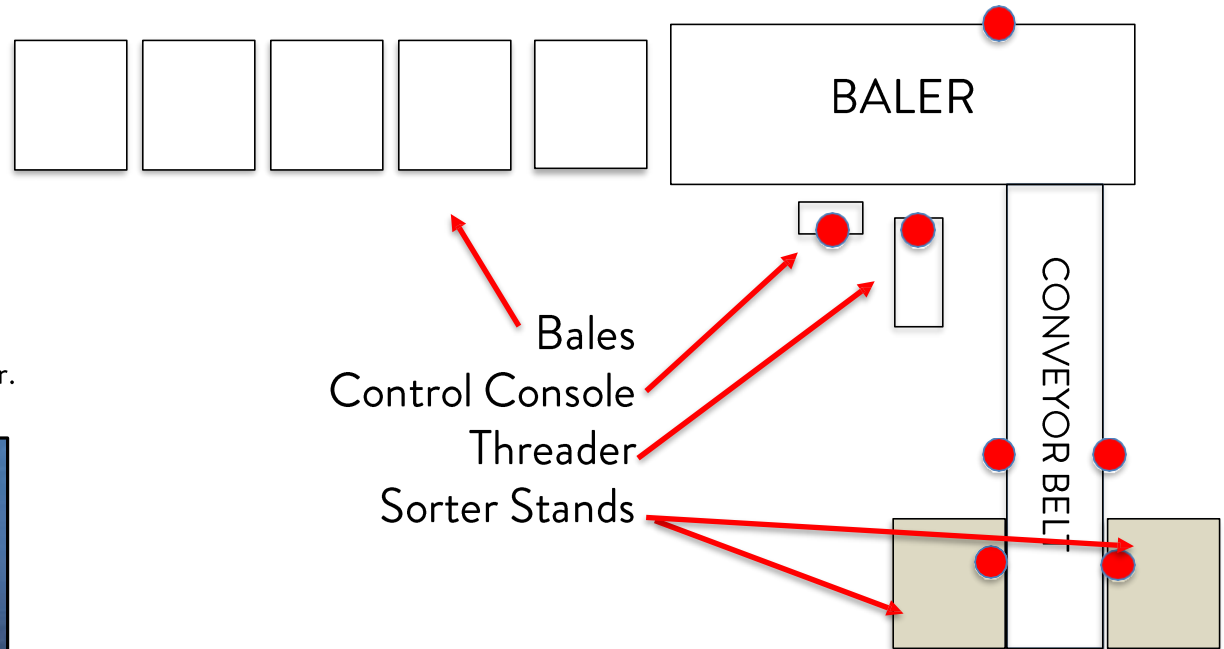 BALER
CONVEYOR BELT
Bales
Control Console
Threader
Sorter Stands
r.